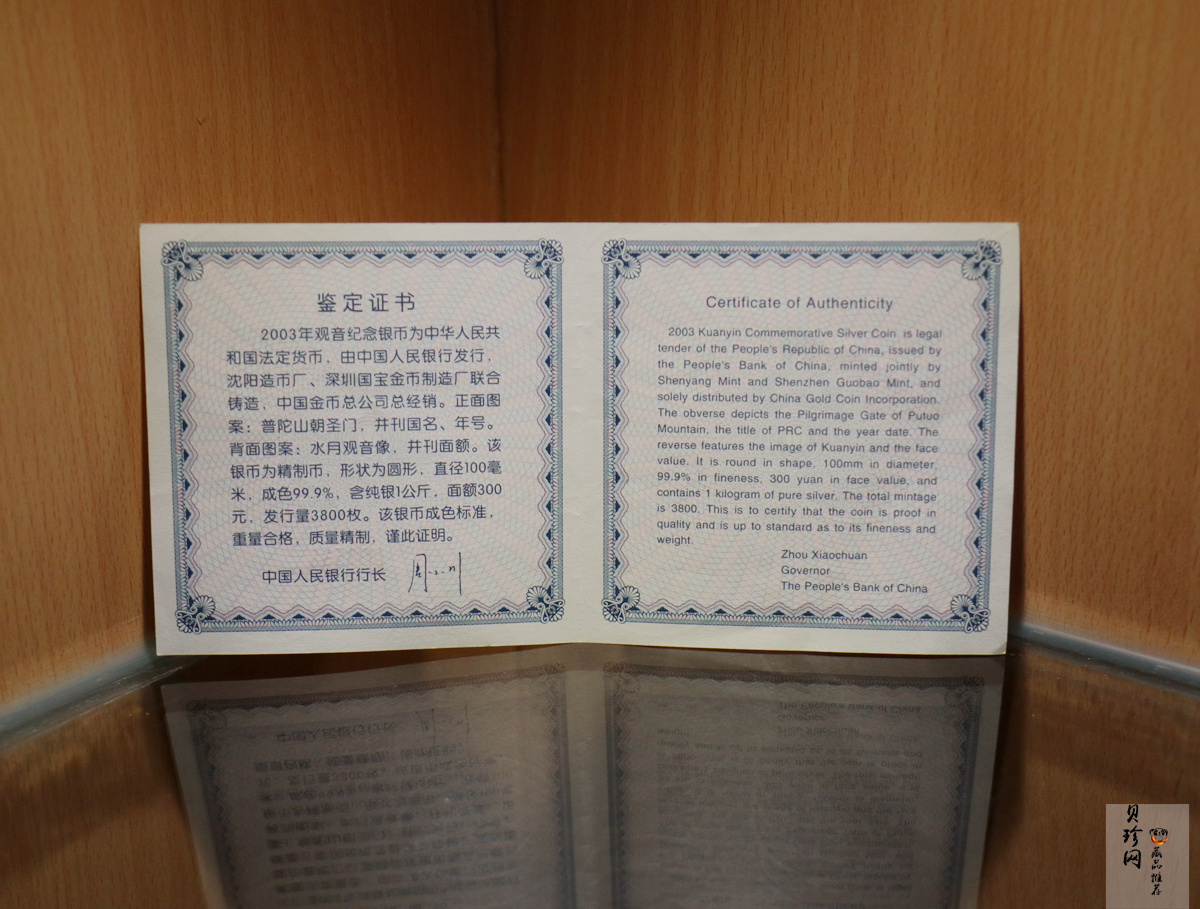 鉴定证书
2003年观音纪念银币为中华人民共
和国法定货币，由中国人民银行发行，
沈阳造币厂、深圳国宝金币制造厂联合
铸造，中国金币总公司总经销。正面图
案：普陀山朝圣门，并刊国名、年号。
背面图案：水月观音像，并刊面额。该
银币为精制币，形状为圆形，直径100毫
米，成色99.9%，含纯银1公斤，面额300
元，发行量3800枚。该银币成色标准，
重量合格，质量精制，谨此证明。
中国人民银行行长
Certificate of Authenticity
2003 Kuanyin Commemorative Silver Coin is legal
tender of the People's Republic of China, issued by
the People's Bank of China, minted jointly by
Shenyang Mint and Shenzhen Guobao Mint, and
solely distributed by China Gold Coin Incorporation.
The obverse depicts the Pilgrimage Gate of Putuo
Mountain, the title of PRC and the year date. The
reverse features the image of Kuanyin and the face
value. It is round in shape, 100mm in diameter,
99.9% in fineness, 300 yuan in face value, and
contains 1 kilogram of pure silver. The total mintage
is 3800. This is to certify that the coin is proof in
quality and is up to standard as to its fineness and
weight.
Zhou Xiaochuan
Governor
The People's Bank of China
贝珍网
藏品推荐